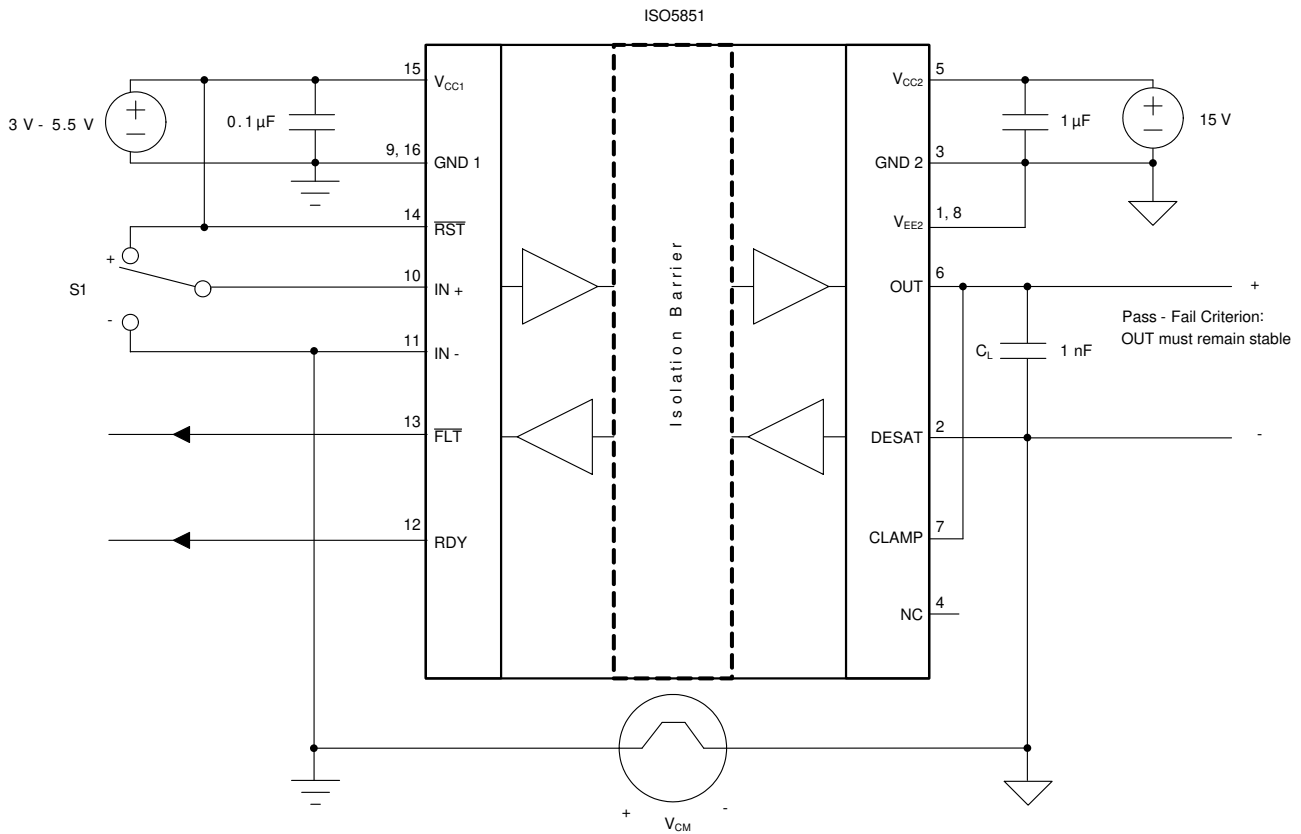 ISO5851
15
VCC1
3 V - 5.5 V
0.1 µF
9, 16
GND 1
14
RST
+
S1
-
10
IN +
11
IN -
13
FLT
12
RDY
Isolation Barrier
5
VCC2
+
-
1 µF
+
-
15 V
3
GND 2
1, 8
VEE2
6
OUT
+
Pass - Fail Criterion:
OUT must remain stable
CL
1 nF
2
DESAT
-
7
CLAMP
4
NC
+
-
VCM